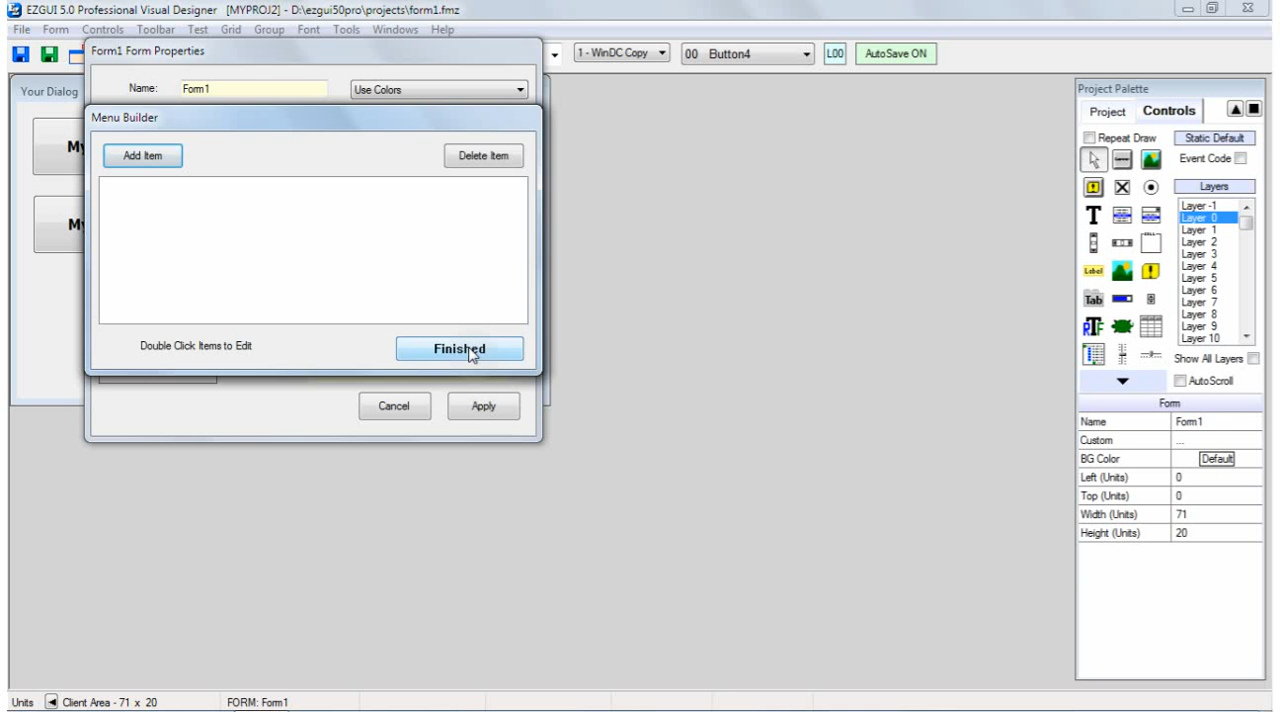 EZGUI 5.0 Professional Visual Designer [MYPROJ2] - D:\ezgui50pro\projects\form1.fmz
File Form Controls Toolbar Test Grid Group Font Tools Windows Help
1 - WinDC Copy 00 Button4 L00 AutoSave ON
Form1 Form Properties
Your Dialog
Name: Form1 Use Colors
Menu Builder
Add Item Delete Item
My
My
Double Click Items to Edit Finished
Cancel Apply
Project Palette
Project Controls
Repeat Draw Static Default
Event Code
Layers
T
Layer -1
Layer 0
Layer 1
Layer 2
Layer 3
Layer 4
Layer 5
Layer 6
Layer 7
Layer 8
Layer 9
Layer 10
Label
Tab
RTF
Show All Layers
AutoScroll
Form
Name Form1
Custom ...
BG Color Default
Left (Units) 0
Top (Units) 0
Width (Units) 71
Height (Units) 20
Units Client Area - 71 x 20 FORM: Form1